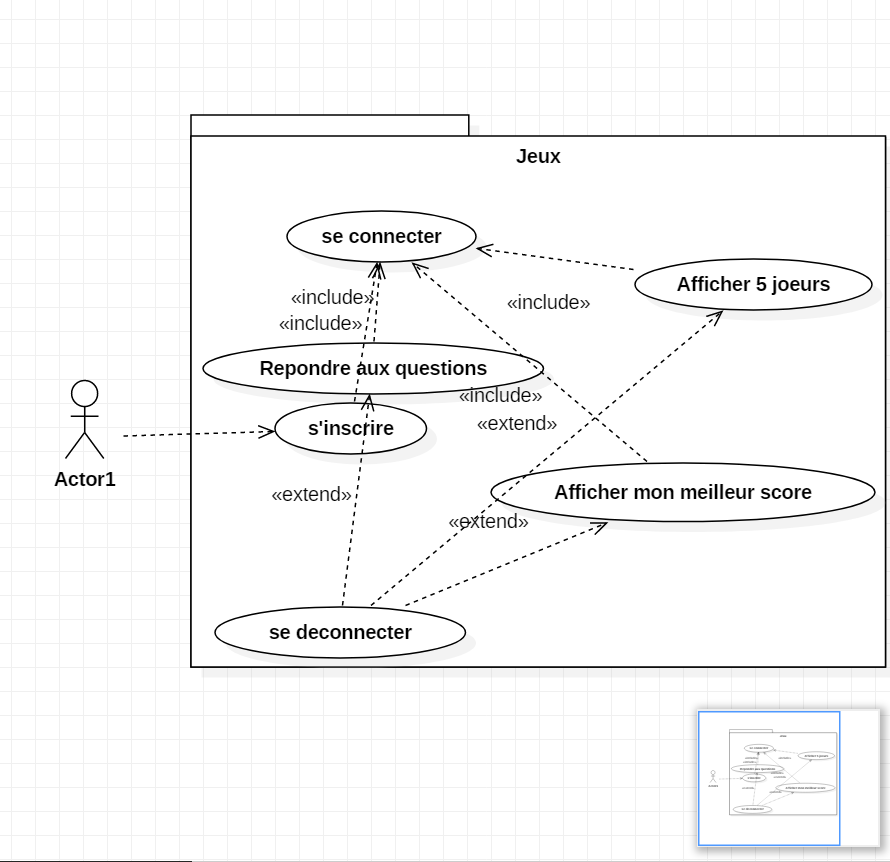 Jeux
se connecter
Afficher 5 joeurs
«include»
«include»
«include»
Repondre aux questions
«include»
«extend»
s'inscrire
Actor1
«extend»
Afficher mon meilleur score
«extend»
se deconnecter